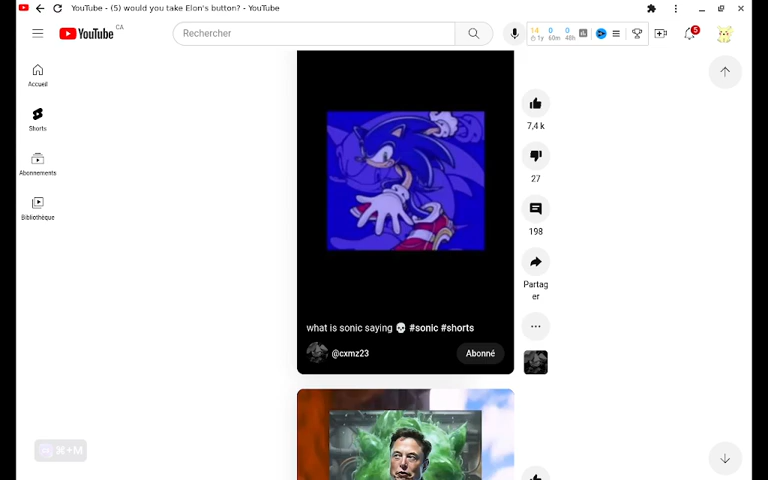 YouTube - (5) would you take Elon's button? - YouTube
YouTube CA
Rechercher
14 0 0
1y 60m 48h
5
Accueil
Shorts
Abonnements
Bibliothèque
7,4 k
27
198
Partag
er
what is sonic saying 💀 #sonic #shorts
@cxmz23
Abonné
⌘+M